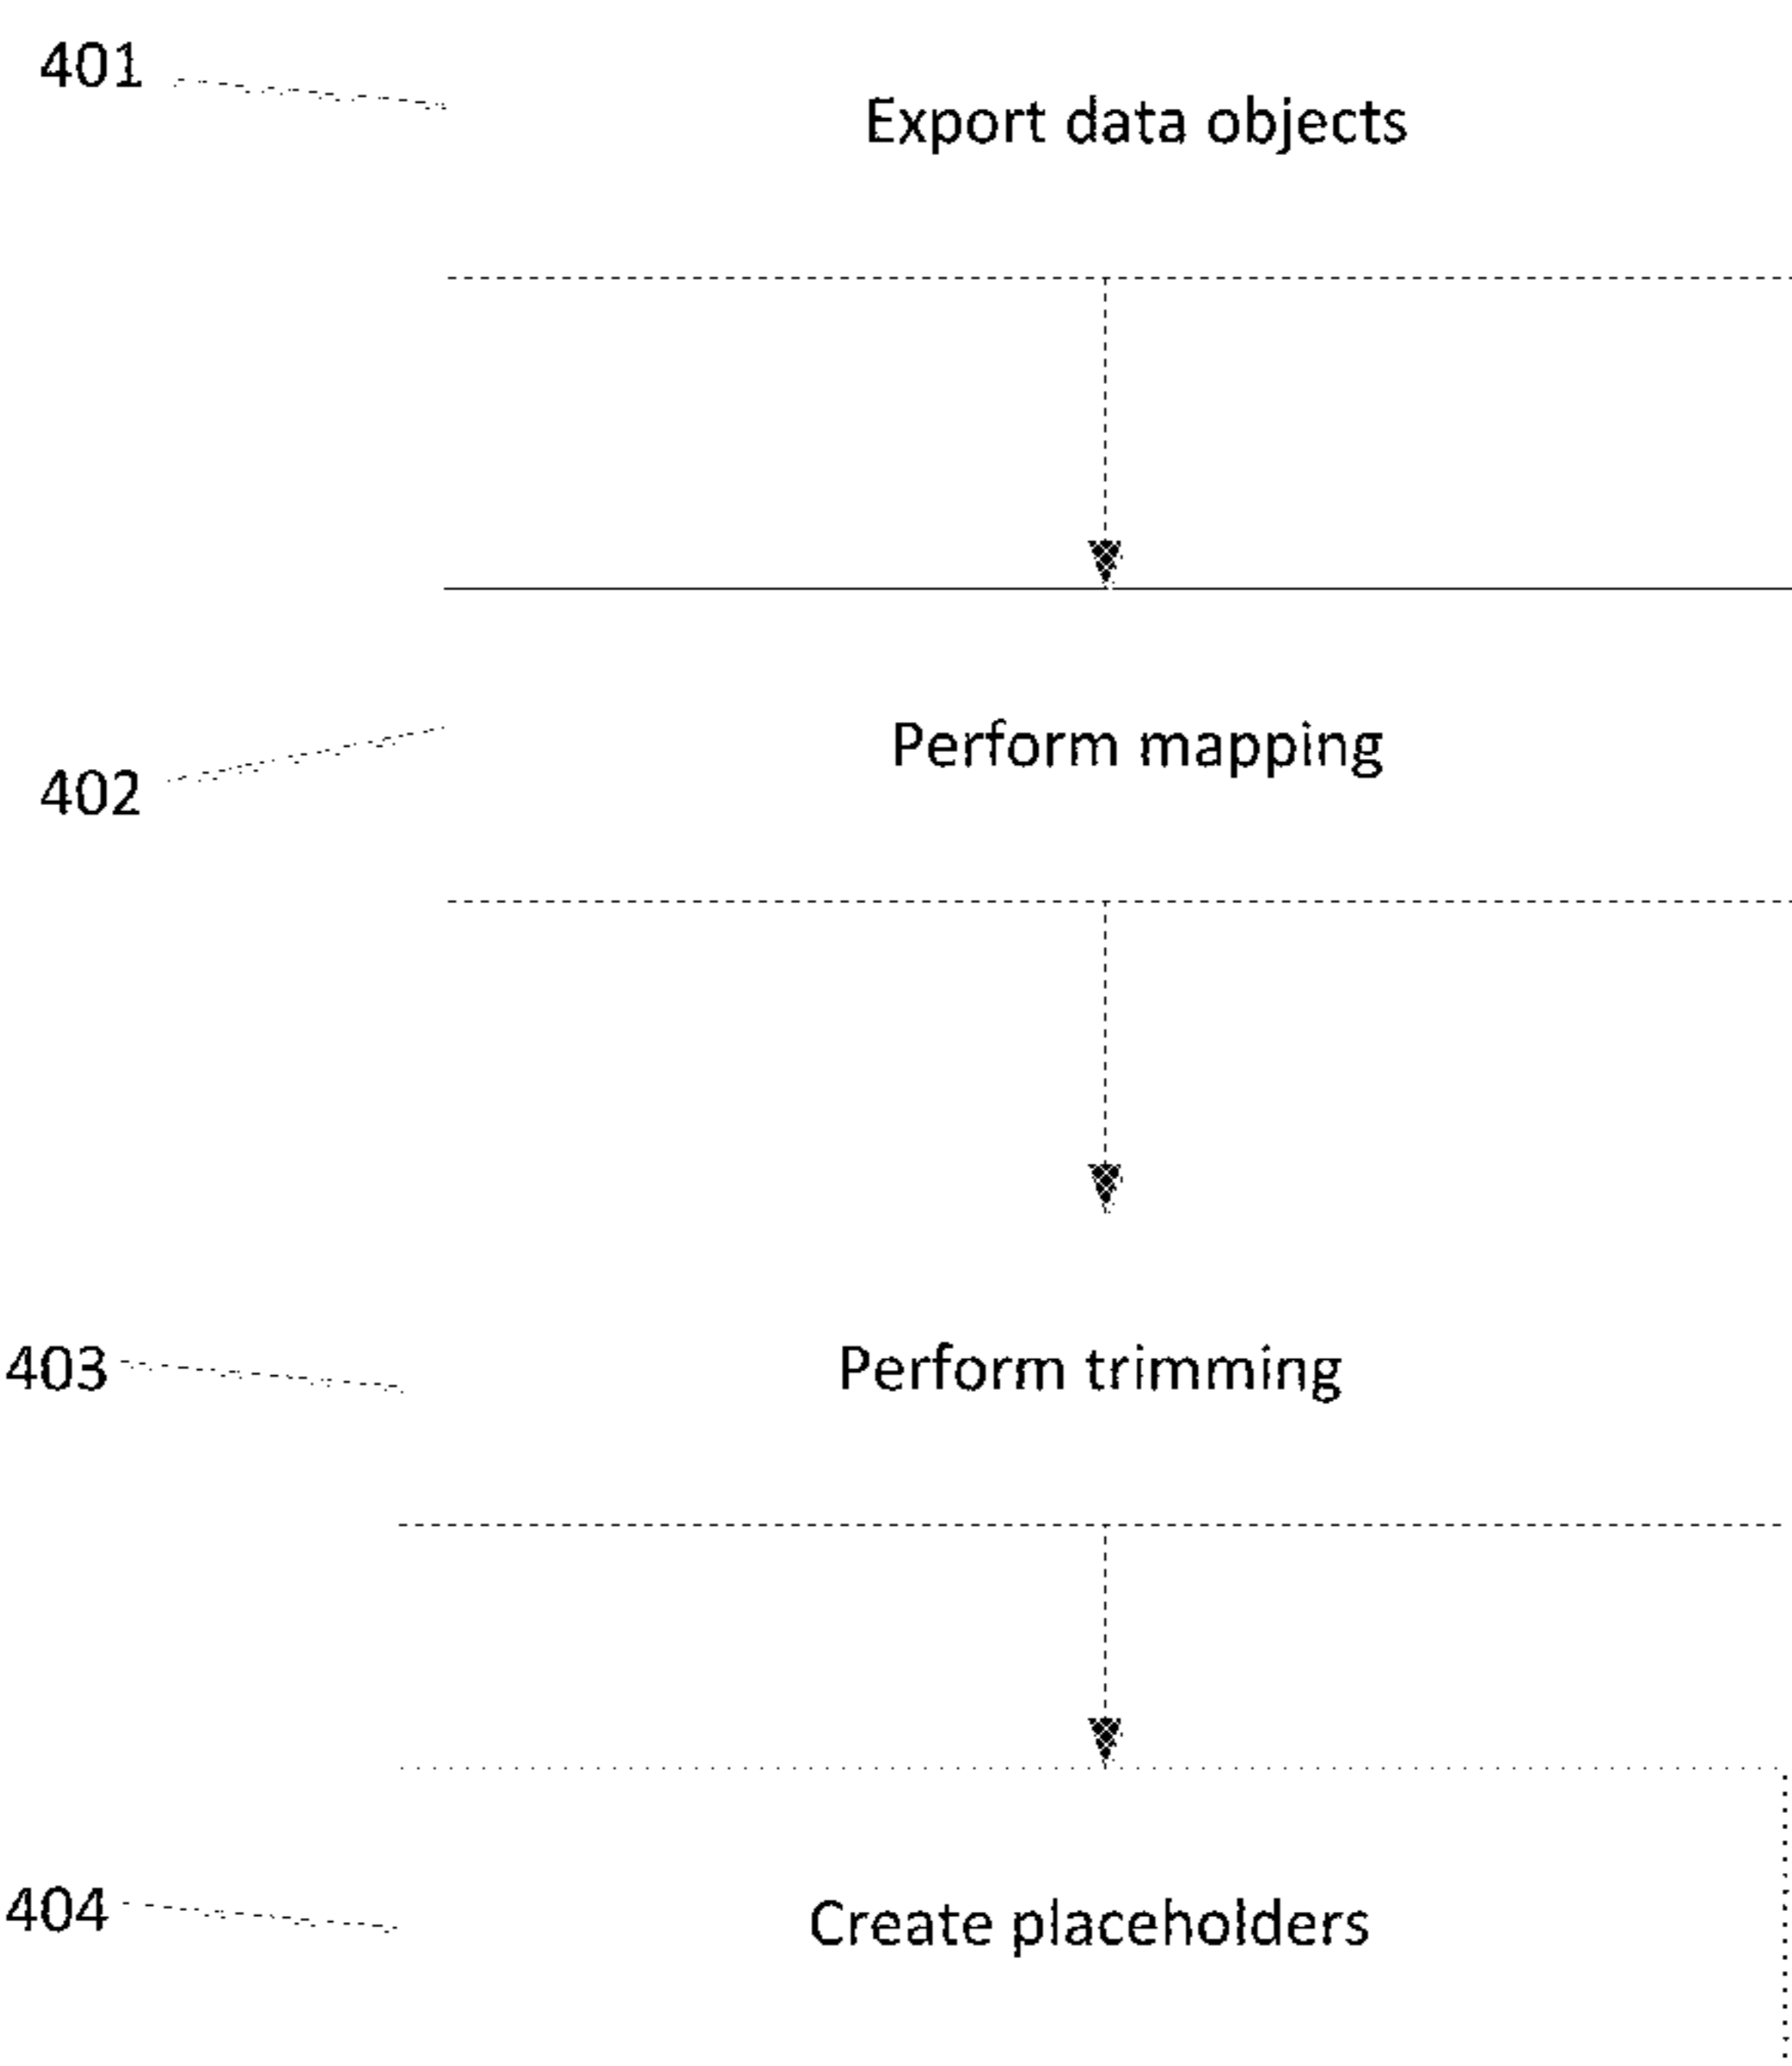 401
Export data objects
Perform mapping
402
403
Perform trimming
404
Create placeholders